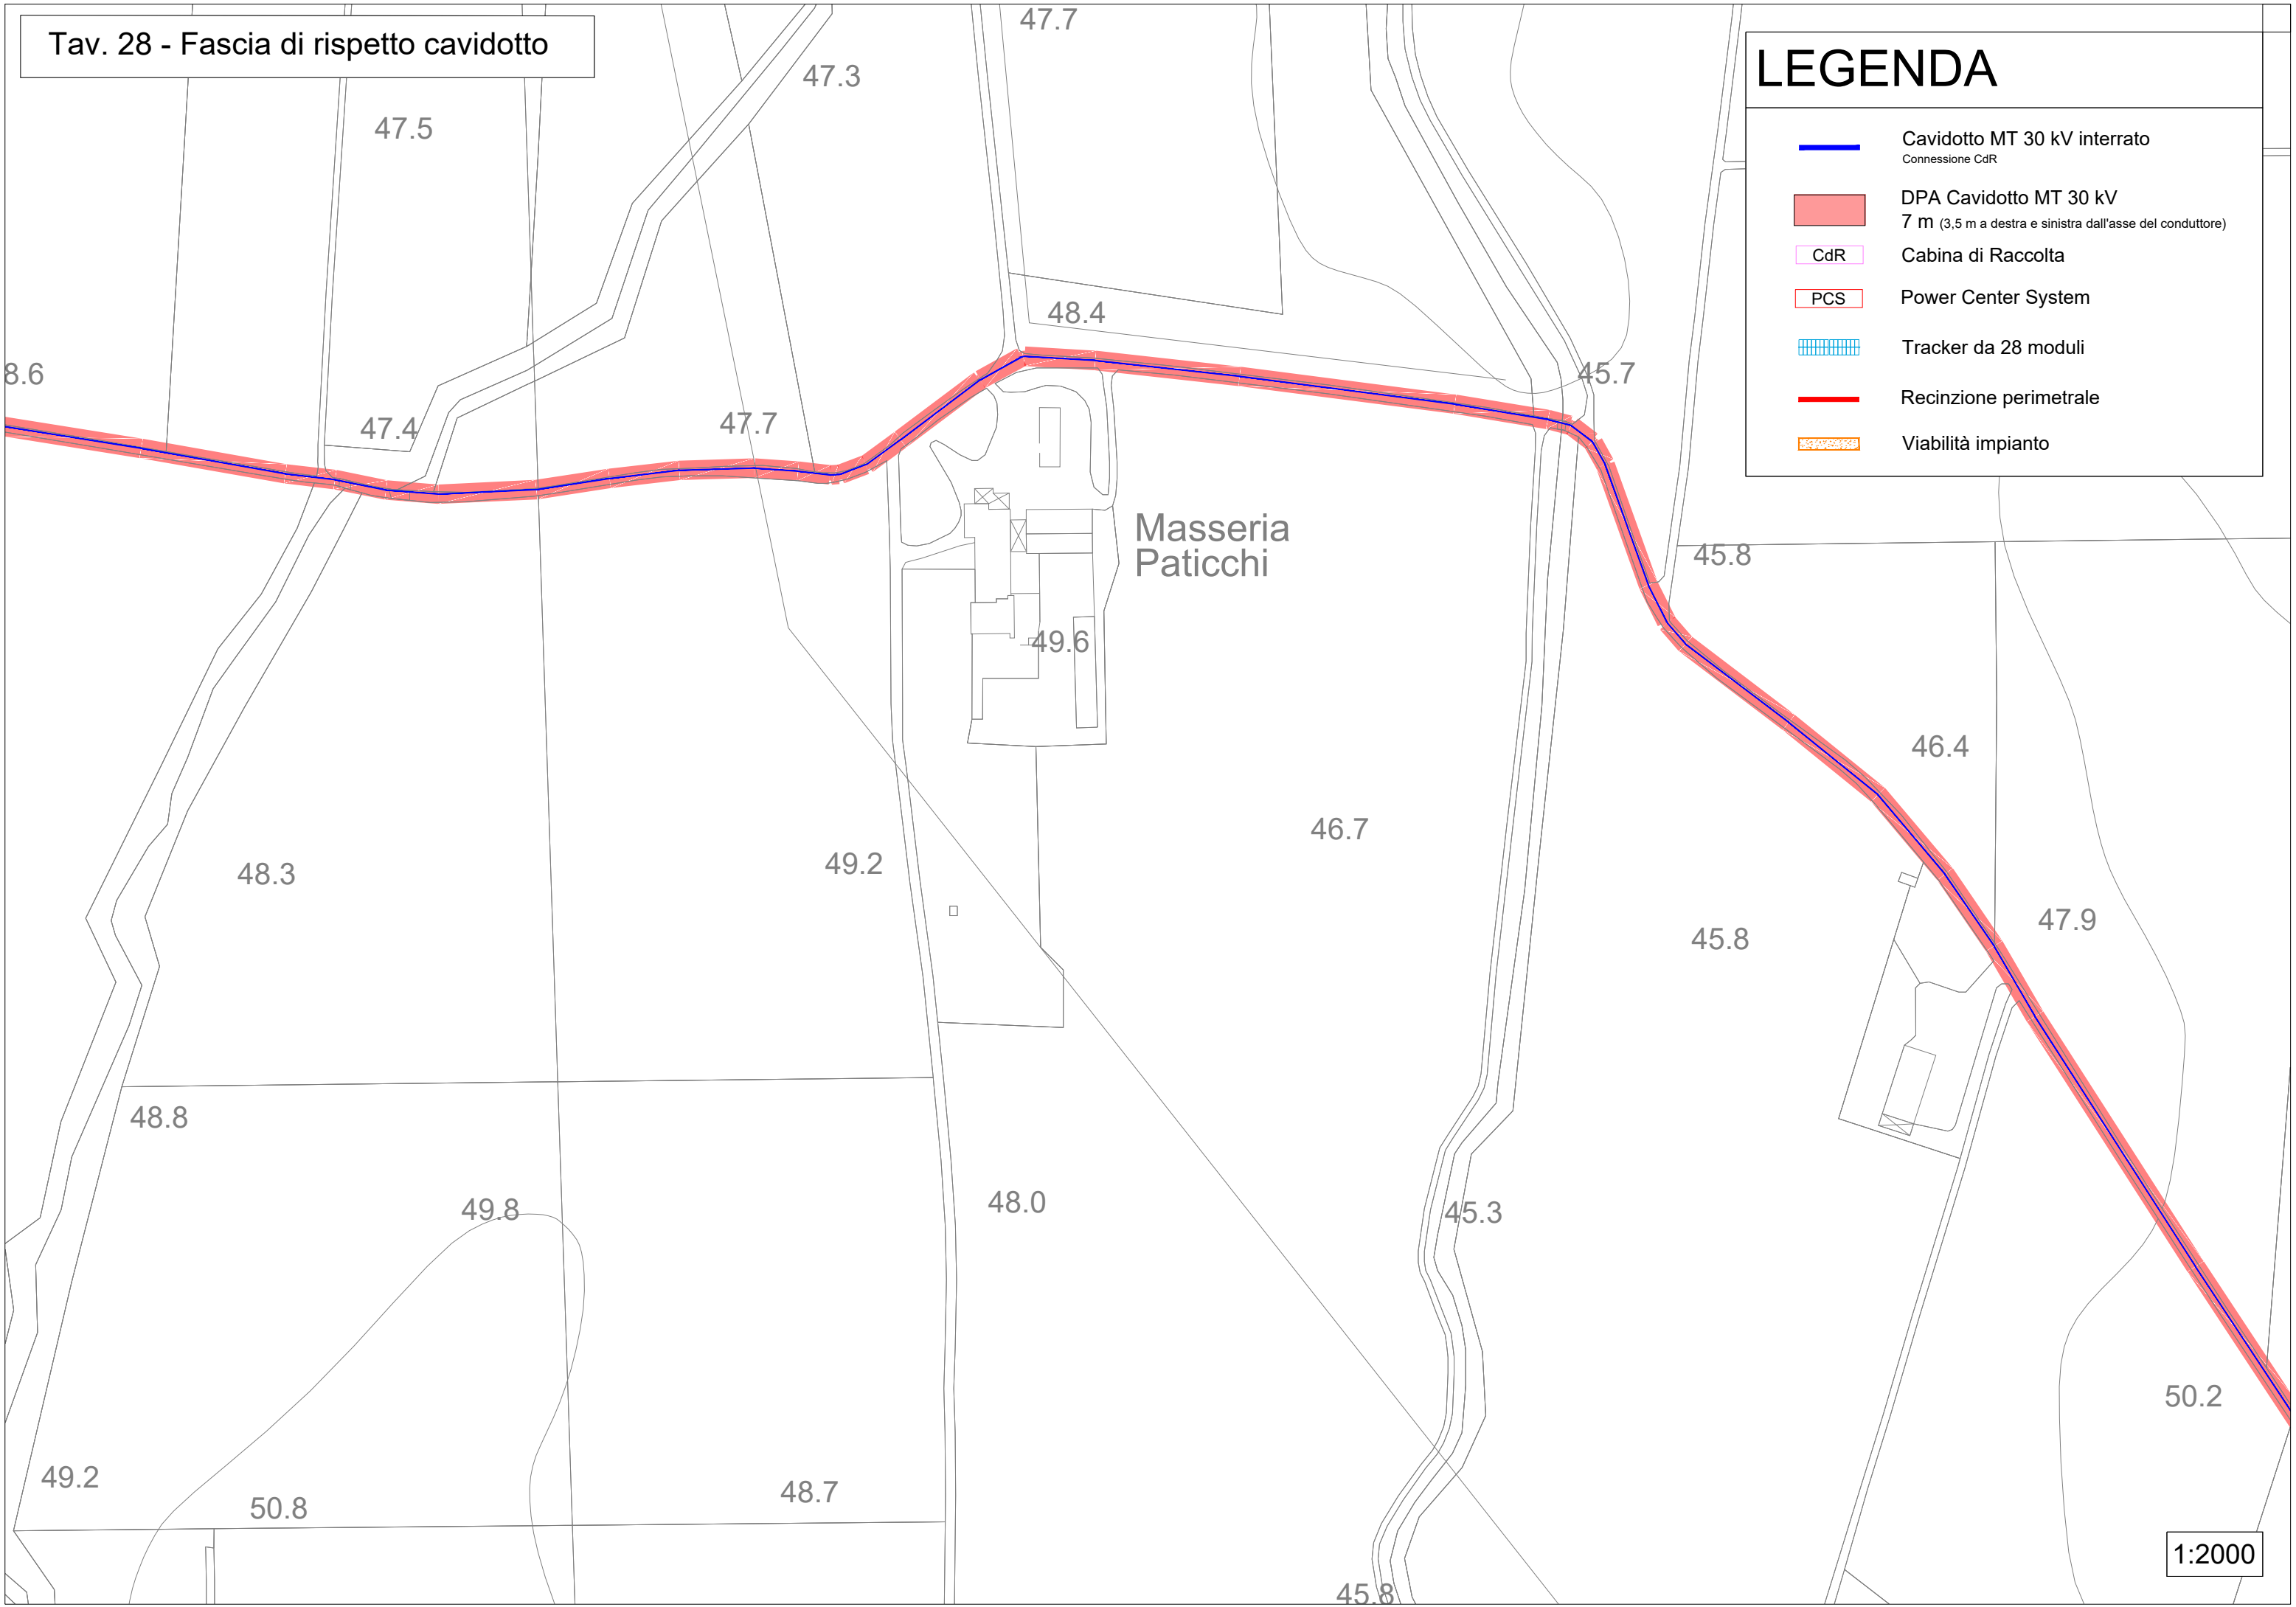 Tav. 28 - Fascia di rispetto cavidotto
LEGENDA
Cavidotto MT 30 kV interrato
Connessione CdR
DPA Cavidotto MT 30 kV
7 m (3,5 m a destra e sinistra dall'asse del conduttore)
CdR Cabina di Raccolta
PCS Power Center System
Tracker da 28 moduli
Recinzione perimetrale
Viabilità impianto
47.7
47.3
47.5
48.4
8.6
45.7
47.4
47.7
Masseria
Paticchi
45.8
49.6
46.4
46.7
49.2
48.3
47.9
45.8
48.8
49.8
48.0
45.3
50.2
49.2
48.7
50.8
1:2000
45.8